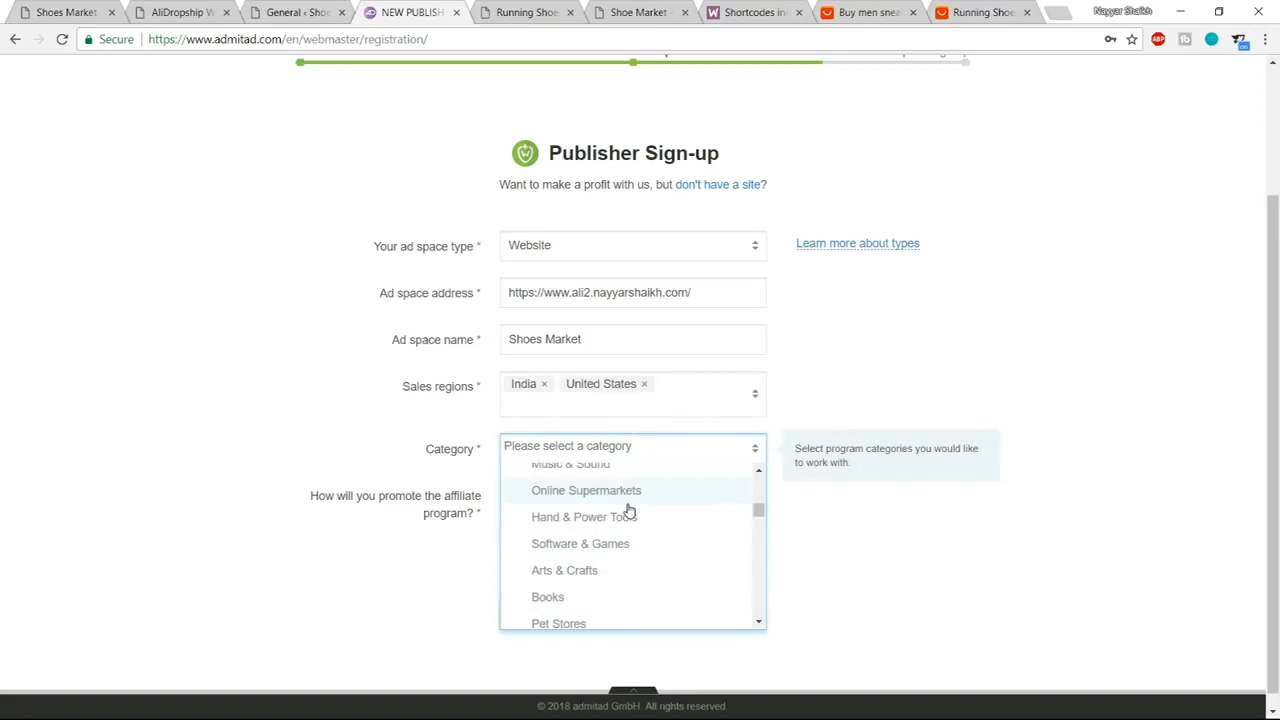 Shoes Market
AliDropship W
General ‹ Shoe
NEW PUBLISH
Running Shoe
Shoe Market -
Shortcodes in
Buy men snea
Running Shoe
Nayyar Shaikh
Secure
https://www.admitad.com/en/webmaster/registration/
ABP
on
Publisher Sign-up
Want to make a profit with us, but don't have a site?
Your ad space type *
Website
Learn more about types
Ad space address *
https://www.ali2.nayyarshaikh.com/
Ad space name *
Shoes Market
Sales regions *
India × United States ×
Category *
Please select a category
Select program categories you would like
to work with.
Music & Sound
Online Supermarkets
How will you promote the affiliate
program? *
Hand & Power Tools
Software & Games
Arts & Crafts
Books
Pet Stores
© 2018 admitad GmbH. All rights reserved.